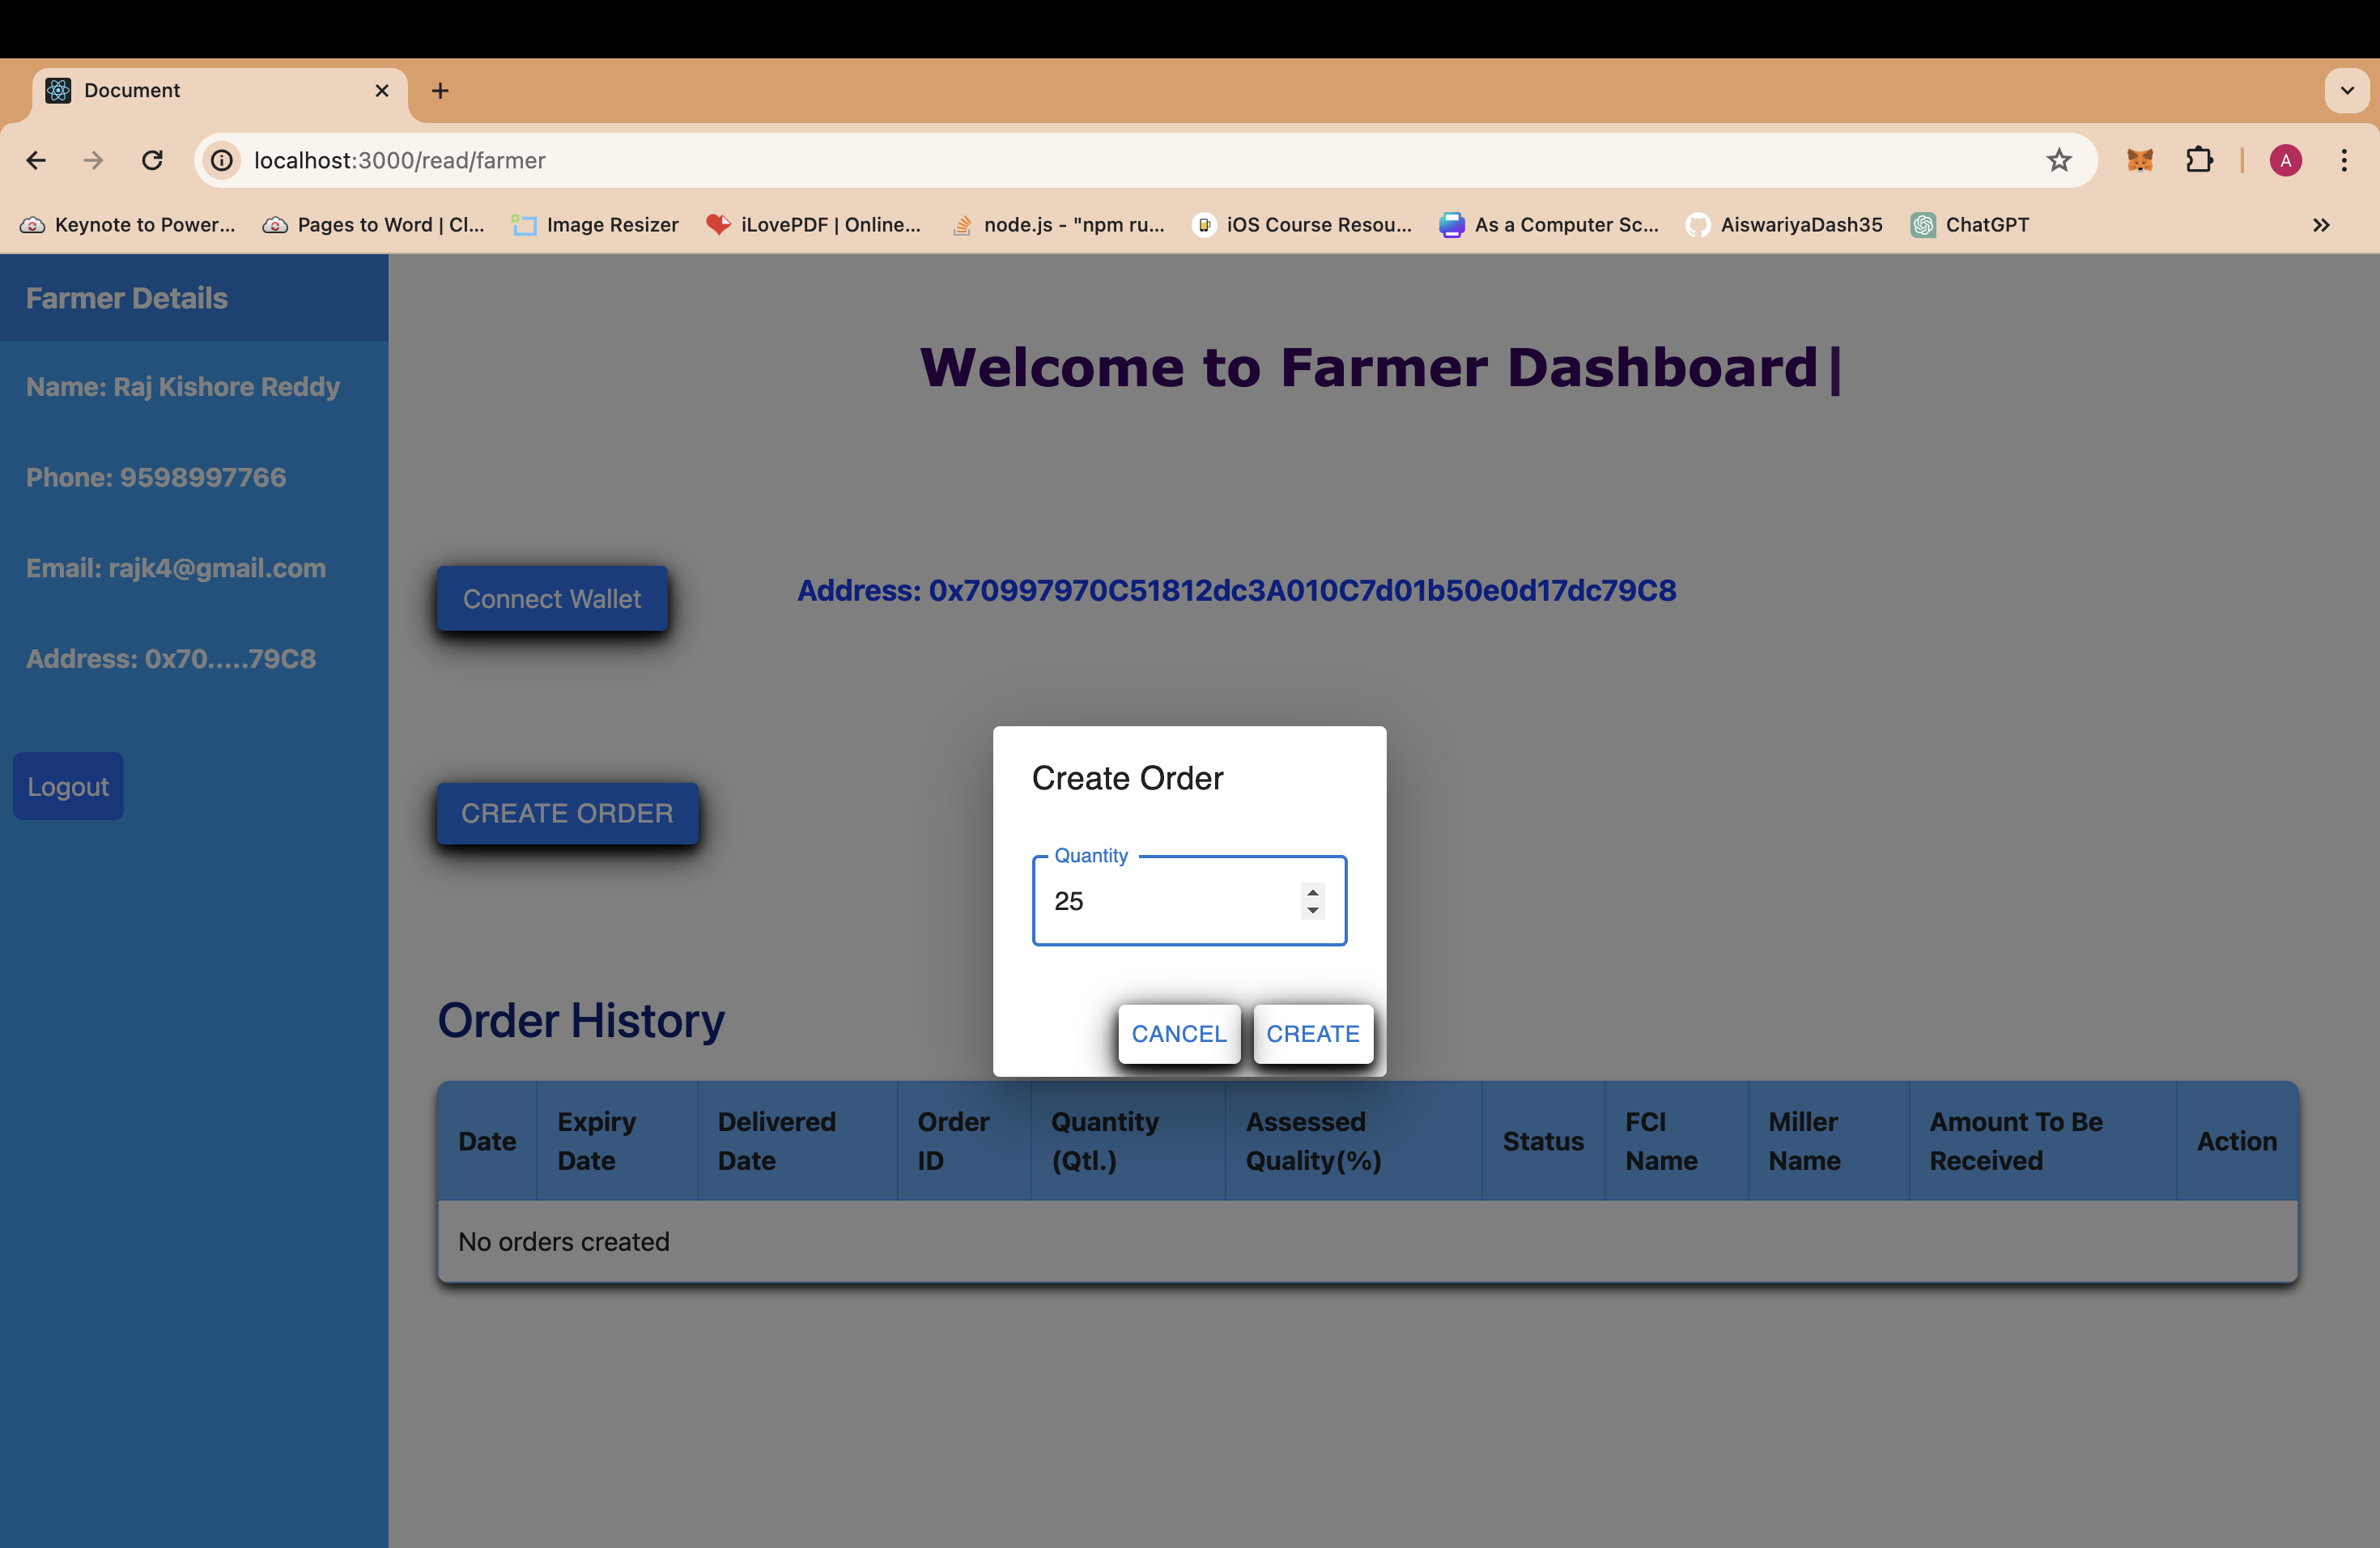 Document
localhost:3000/read/farmer
A
Keynote to Power...
Pages to Word | Cl...
Image Resizer
iLovePDF | Online...
node.js - "npm ru...
iOS Course Resou...
As a Computer Sc...
AiswariyaDash35
ChatGPT
Farmer Details
Name: Raj Kishore Reddy
Phone: 9598997766
Email: rajk4@gmail.com
Address: 0x70.....79C8
Logout
Welcome to Farmer Dashboard|
Connect Wallet
Address: 0x70997970C51812dc3A010C7d01b50e0d17dc79C8
CREATE ORDER
Create Order
Quantity
25
CANCEL
CREATE
Order History
Date
Expiry Date
Delivered Date
Order ID
Quantity (Qtl.)
Assessed Quality(%)
Status
FCI Name
Miller Name
Amount To Be Received
Action
No orders created